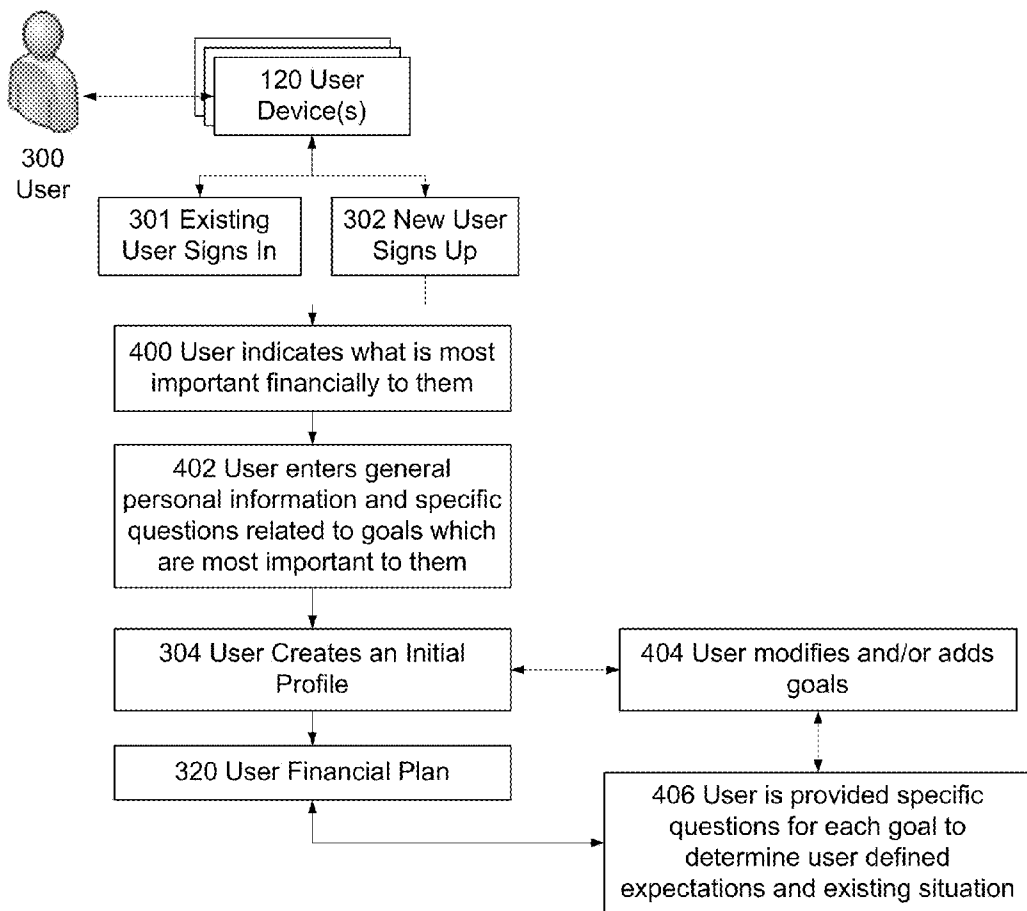 120 User
Device(s)
300
User
301 Existing
User Signs In
302 New User
Signs Up
400 User indicates what is most
important financially to them
402 User enters general
personal information and specific
questions related to goals which
are most important to them
304 User Creates an Initial
Profile
404 User modifies and/or adds
goals
320 User Financial Plan
406 User is provided specific
questions for each goal to
determine user defined
expectations and existing situation